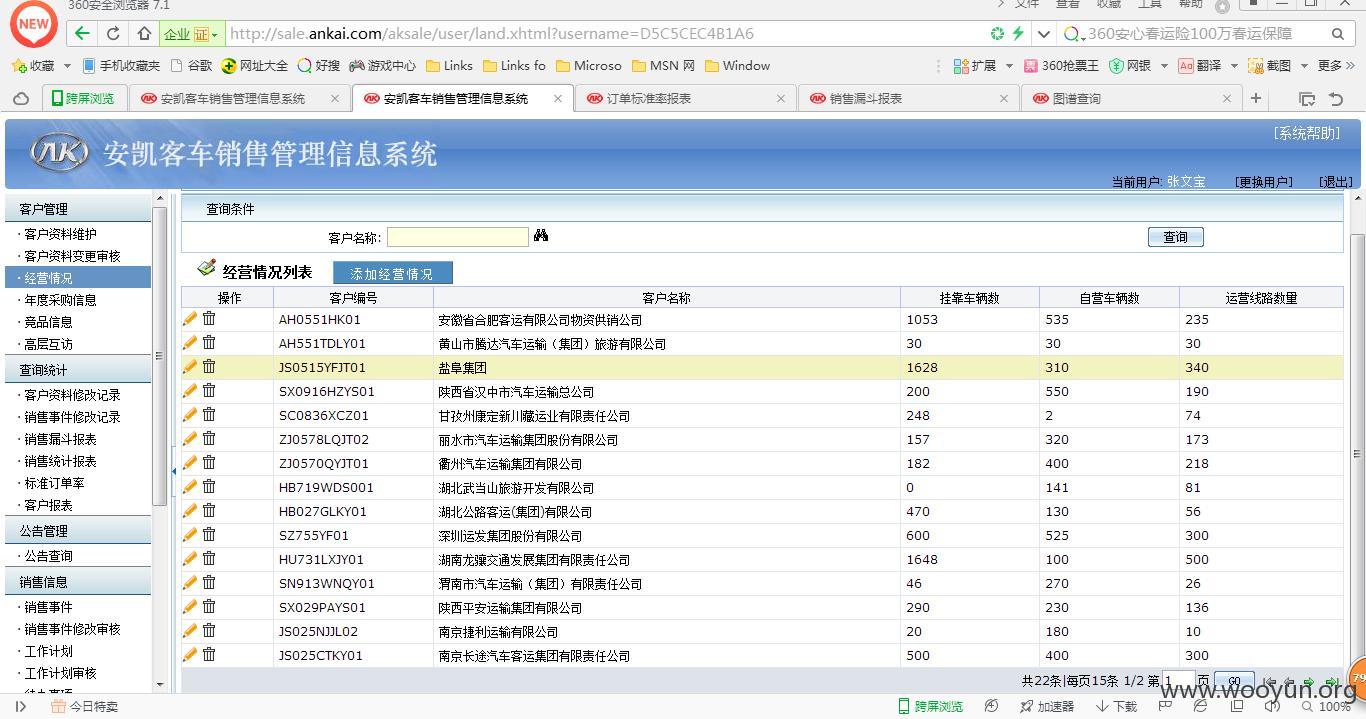 360安全浏览器 7.1
文件 查看 收藏 工具 帮助
NEW
企业 证
http://sale.ankai.com/aksale/user/land.xhtml?username=D5C5CEC4B1A6
360安心春运险100万春运保障
收藏 手机收藏夹 谷歌 网址大全 好搜 游戏中心 Links Links fo Microso MSN 网 Window 扩展 360抢票王 网银 翻译 截图 更多 »
跨屏浏览 安凯客车销售管理信息系统 安凯客车销售管理信息系统 订单标准率报表 销售漏斗报表 图谱查询
AK 安凯客车销售管理信息系统
[系统帮助]
当前用户: 张文宝 [更换用户] [退出]
客户管理
·客户资料维护
·客户资料变更审核
·经营情况
·年度采购信息
·竞品信息
·高层互访
查询统计
·客户资料修改记录
·销售事件修改记录
·销售漏斗报表
·销售统计报表
·标准订单率
·客户报表
公告管理
·公告查询
销售信息
·销售事件
·销售事件修改审核
·工作计划
·工作计划审核
查询条件
客户名称: 查询
经营情况列表 添加经营情况
操作 客户编号 客户名称 挂靠车辆数 自营车辆数 运营线路数量
AH0551HK01 安徽省合肥客运有限公司物资供销公司 1053 535 235
AH551TDLY01 黄山市腾达汽车运输（集团）旅游有限公司 30 30 30
JS0515YFJT01 盐阜集团 1628 310 340
SX0916HZYS01 陕西省汉中市汽车运输总公司 200 550 190
SC0836XCZ01 甘孜州康定新川藏运业有限责任公司 248 2 74
ZJ0578LQJT02 丽水市汽车运输集团股份有限公司 157 320 173
ZJ0570QYJT01 衢州汽车运输集团有限公司 182 400 218
HB719WDS001 湖北武当山旅游开发有限公司 0 141 81
HB027GLKY01 湖北公路客运(集团)有限公司 470 130 56
SZ755YF01 深圳运发集团股份有限公司 600 525 300
HU731LXJY01 湖南龙骧交通发展集团有限责任公司 1648 100 500
SN913WNQY01 渭南市汽车运输（集团）有限责任公司 46 270 26
SX029PAYS01 陕西平安运输集团有限公司 290 230 136
JS025NJJL02 南京捷利运输有限公司 20 180 10
JS025CTKY01 南京长途汽车客运集团有限责任公司 500 400 300
共22条|每页15条 1/2 第 1 页 GO
79
www.wooyun.org
今日特卖 跨屏浏览 加速器 下载 100%